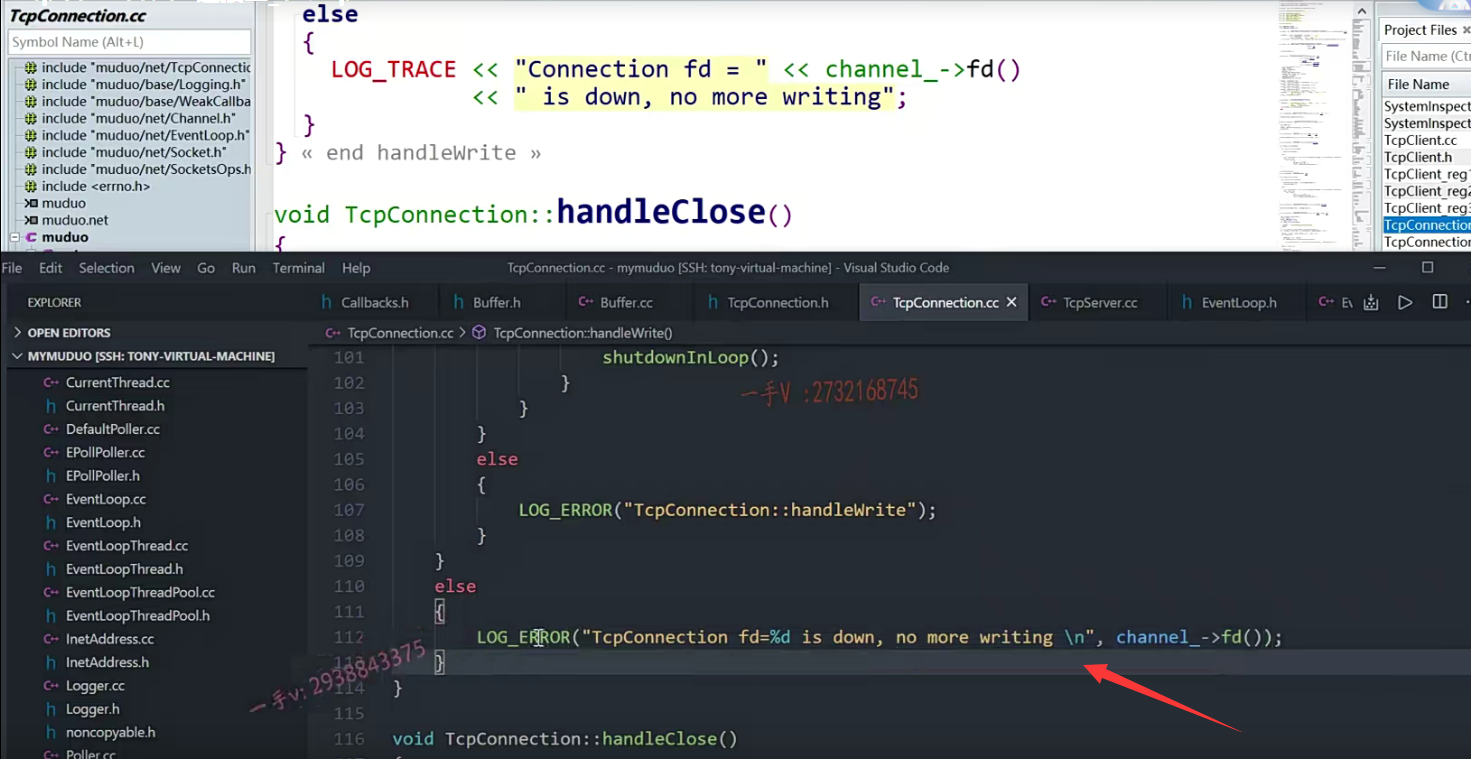 TcpConnection.cc
Symbol Name (Alt+L)
include "muduo/net/TcpConnectic
include "muduo/base/Logging.h"
include "muduo/base/WeakCallba
include "muduo/net/Channel.h"
include "muduo/net/EventLoop.h"
include "muduo/net/Socket.h"
include "muduo/net/SocketsOps.h
include <errno.h>
muduo
muduo.net
muduo
else
{
LOG_TRACE << "Connection fd = " << channel_->fd()
<< " is down, no more writing";
}
} « end handleWrite »
void TcpConnection::handleClose()
{
Project Files
File Name (Ctr
File Name
SystemInspect
SystemInspect
TcpClient.cc
TcpClient.h
TcpClient_reg1
TcpClient_reg2
TcpClient_reg3
TcpConnection
TcpConnection
File Edit Selection View Go Run Terminal Help
TcpConnection.cc - mymuduo [SSH: tony-virtual-machine] - Visual Studio Code
EXPLORER
Callbacks.h Buffer.h Buffer.cc TcpConnection.h TcpConnection.cc TcpServer.cc EventLoop.h Ev
OPEN EDITORS
MYMUDUO [SSH: TONY-VIRTUAL-MACHINE]
CurrentThread.cc
CurrentThread.h
DefaultPoller.cc
EPollPoller.cc
EPollPoller.h
EventLoop.cc
EventLoop.h
EventLoopThread.cc
EventLoopThread.h
EventLoopThreadPool.cc
EventLoopThreadPool.h
InetAddress.cc
InetAddress.h
Logger.cc
Logger.h
noncopyable.h
Poller.cc
TcpConnection.cc > TcpConnection::handleWrite()
101 shutdownInLoop();
102 }
103 }
104 }
105 else
106 {
107 LOG_ERROR("TcpConnection::handleWrite");
108 }
109 }
110 else
111 {
112 LOG_ERROR("TcpConnection fd=%d is down, no more writing \n", channel_->fd());
113 }
114 }
115
116 void TcpConnection::handleClose()
一手V :2732168745
一手v: 2938843375